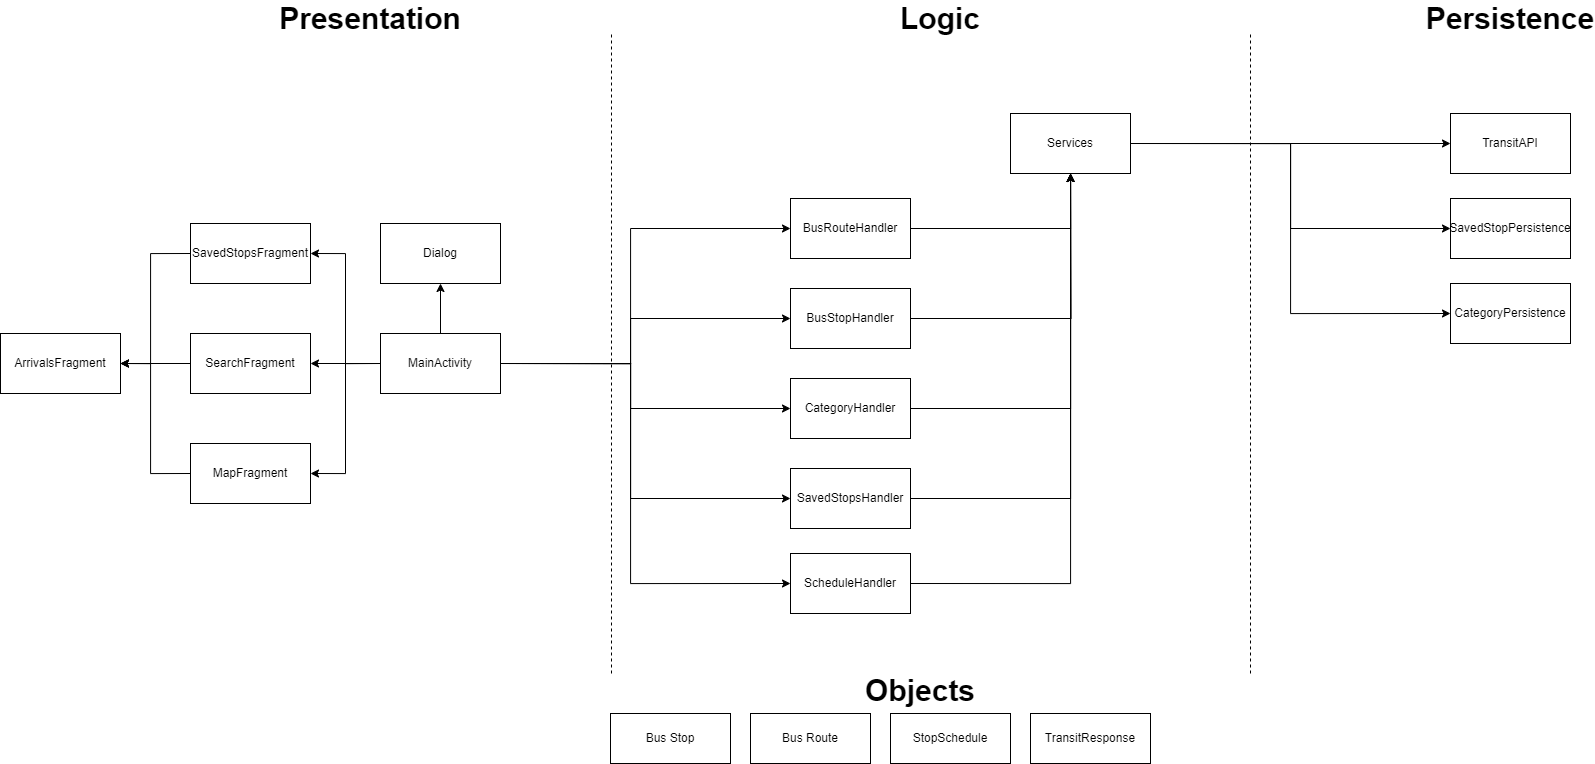 Presentation
Logic
Persistence
Services
TransitAPI
BusRouteHandler
SavedStopPersistence
SavedStopsFragment
Dialog
BusStopHandler
CategoryPersistence
ArrivalsFragment
SearchFragment
MainActivity
CategoryHandler
MapFragment
SavedStopsHandler
ScheduleHandler
Objects
Bus Stop
Bus Route
StopSchedule
TransitResponse